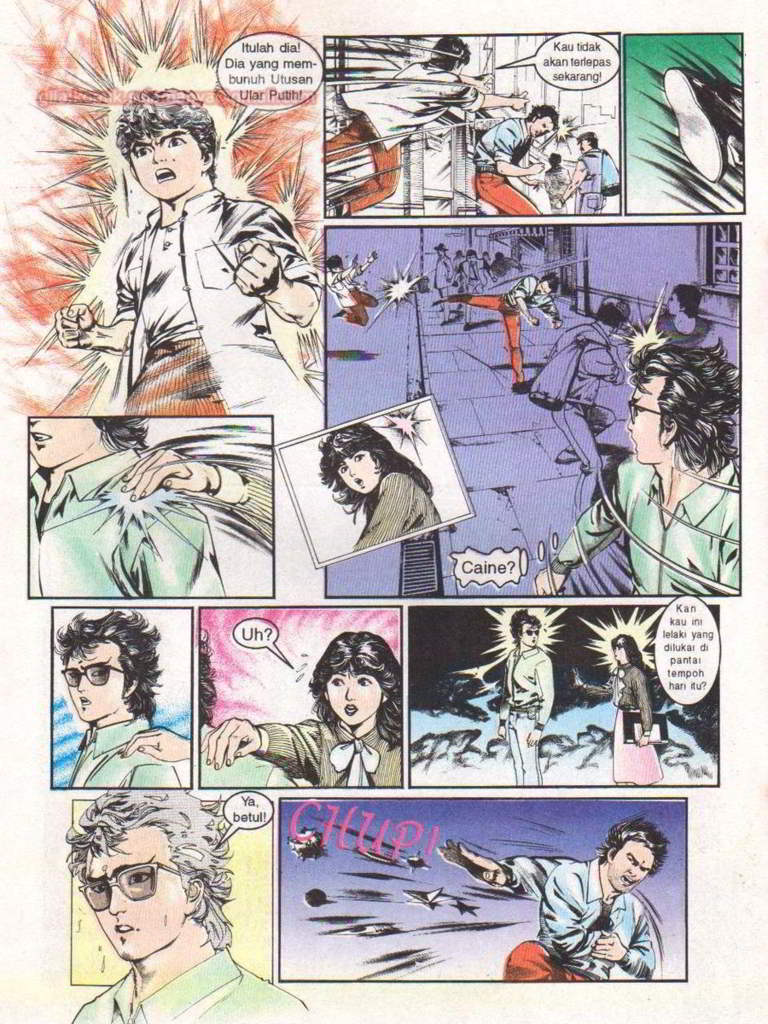 Itulah dia!
Dia yang mem-
bunuh Utusan
Ular Putih!
Kau tidak
akan terlepas
sekarang!
Caine?
Uh?
Kan
kau ini
lelaki yang
dilukai di
pantai
tempoh
hari itu?
Ya,
betul!
CHUPI